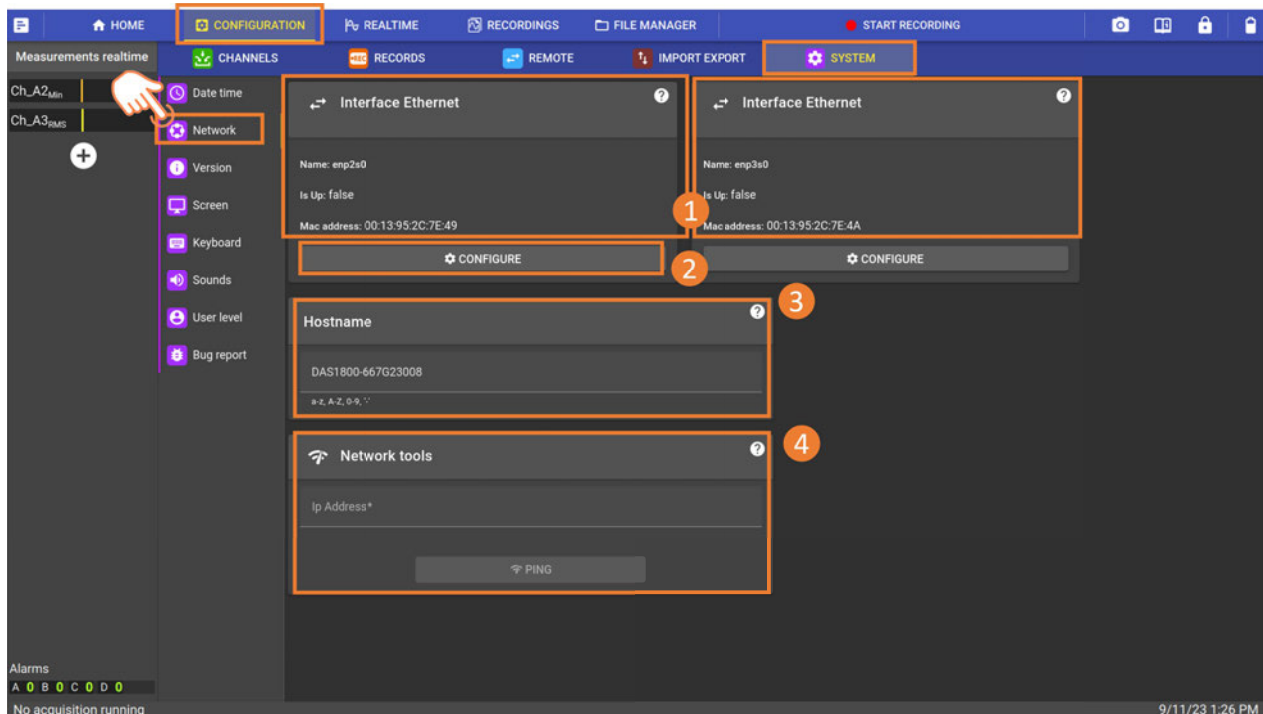 HOME CONFIGURATION REALTIME RECORDINGS FILE MANAGER START RECORDING
Measurements realtime CHANNELS RECORDS REMOTE IMPORT EXPORT SYSTEM
Ch_A2Min
Ch_A3RMS
Date time
Network
Version
Screen
Keyboard
Sounds
User level
Bug report
Interface Ethernet ?
Name: enp2s0
Is Up: false
Mac address: 00:13:95:2C:7E:49
CONFIGURE
Interface Ethernet ?
Name: enp3s0
Is Up: false
Mac address: 00:13:95:2C:7E:4A
CONFIGURE
1
2
Hostname ?
3
DAS1800-667G23008
a-z, A-Z, 0-9, '-'
Network tools ?
4
Ip Address*
PING
Alarms
A 0 B 0 C 0 D 0
No acquisition running 9/11/23 1:26 PM